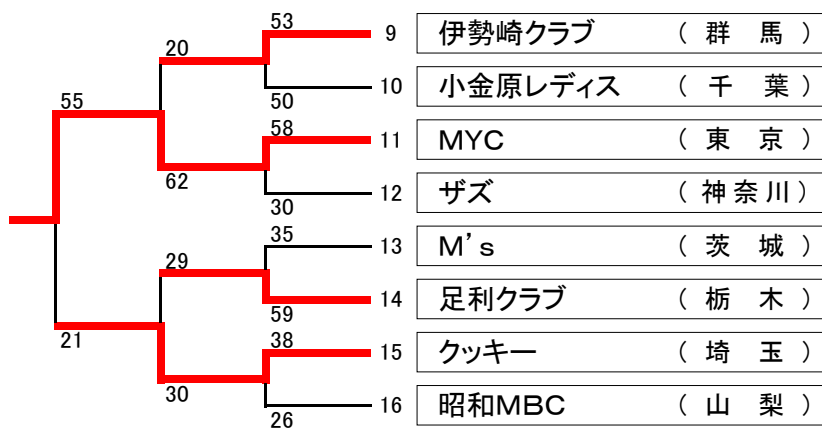 53
20 9 伊勢崎クラブ （ 群 馬 ）
55 50 10 小金原レディス （ 千 葉 ）
58
62 11 MYC （ 東 京 ）
30 12 ザズ （ 神奈川 ）
35
29 13 M’s （ 茨 城 ）
59 14 足利クラブ （ 栃 木 ）
21 38
30 15 クッキー （ 埼 玉 ）
26 16 昭和MBC （ 山 梨 ）